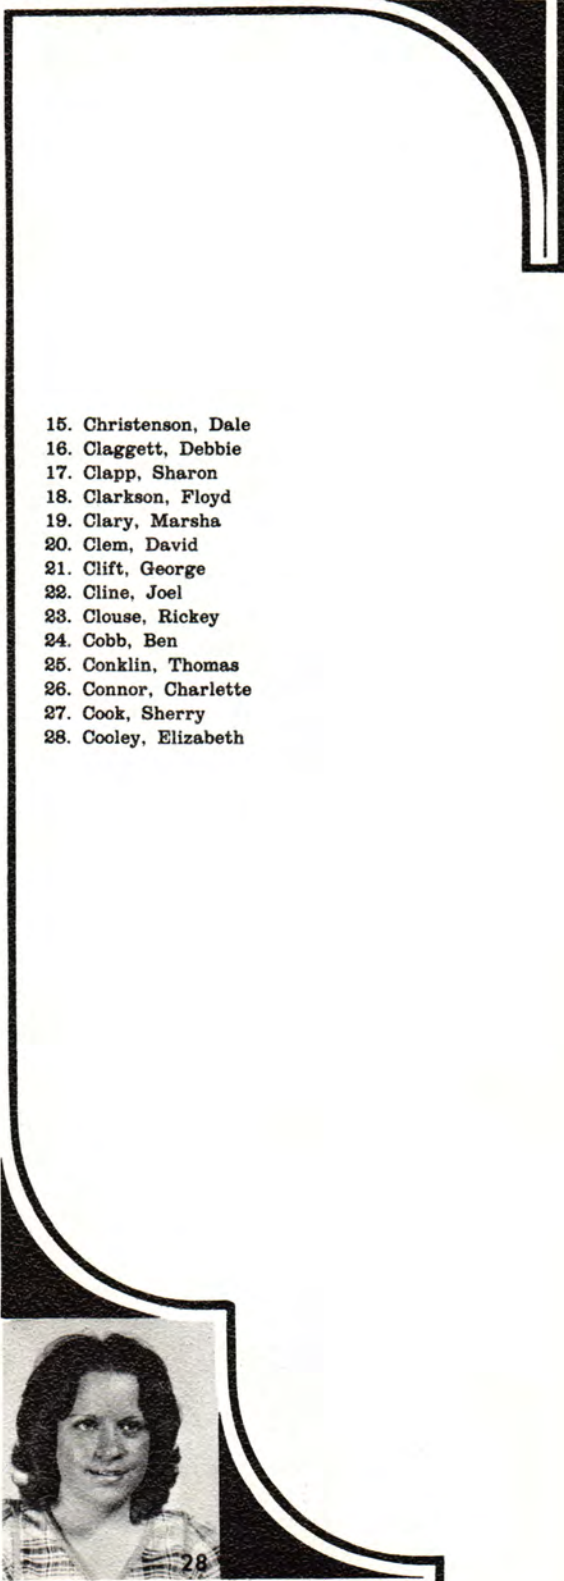 15. Christenson, Dale
16. Claggett, Debbie
17. Clapp, Sharon
18. Clarkson, Floyd
19. Clary, Marsha
20. Clem, David
21. Clift, George
22. Cline, Joel
23. Clouse, Rickey
24. Cobb, Ben
25. Conklin, Thomas
26. Connor, Charlette
27. Cook, Sherry
28. Cooley, Elizabeth
28